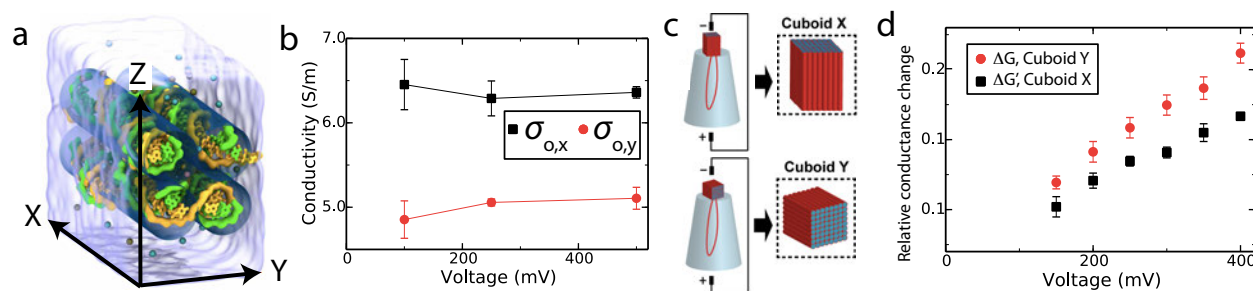 a
Z
X
Y
b
7.0
6.0
5.0
Conductivity (S/m)
σo,x
σo,y
0
200
400
Voltage (mV)
c
−
+
Cuboid X
−
+
Cuboid Y
d
0.2
0.1
0.1
Relative conductance change
ΔG, Cuboid Y
ΔG', Cuboid X
0
200
400
Voltage (mV)